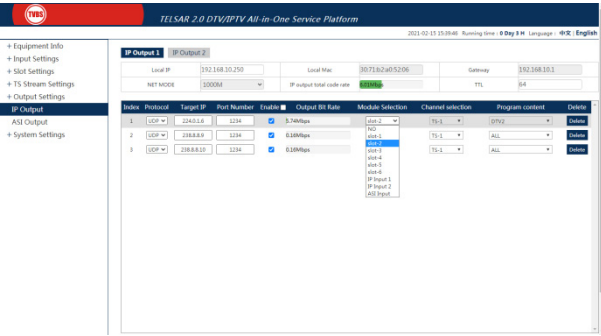 TVBS
TELSAR 2.0 DTV/IPTV All-in-One Service Platform
2021-02-15 15:39:46 Running time : 0 Day 3 H Language : 中文 | English
+ Equipment Info
+ Input Settings
+ Slot Settings
+ TS Stream Settings
+ Output Settings
IP Output
ASI Output
+ System Settings
IP Output 1 IP Output 2
Local IP 192.168.10.250 Local Mac 30:71:b2:a0:52:06 Gateway 192.168.10.1
NET MODE 1000M IP output total code rate TTL 64
Index Protocol Target IP Port Number Enable Output Bit Rate Module Selection Channel selection Program content Delete
1 UDP 224.0.1.6 1234 5.74Mbps slot-2 TS-1 DTV2 Delete
NO
slot-1
2 UDP 238.8.8.9 1234 0.16Mbps TS-1 ALL Delete
slot-2
slot-3
3 UDP 238.8.8.10 1234 0.16Mbps TS-1 ALL Delete
slot-4
slot-5
slot-6
IP Input 1
IP Input 2
ASI Input